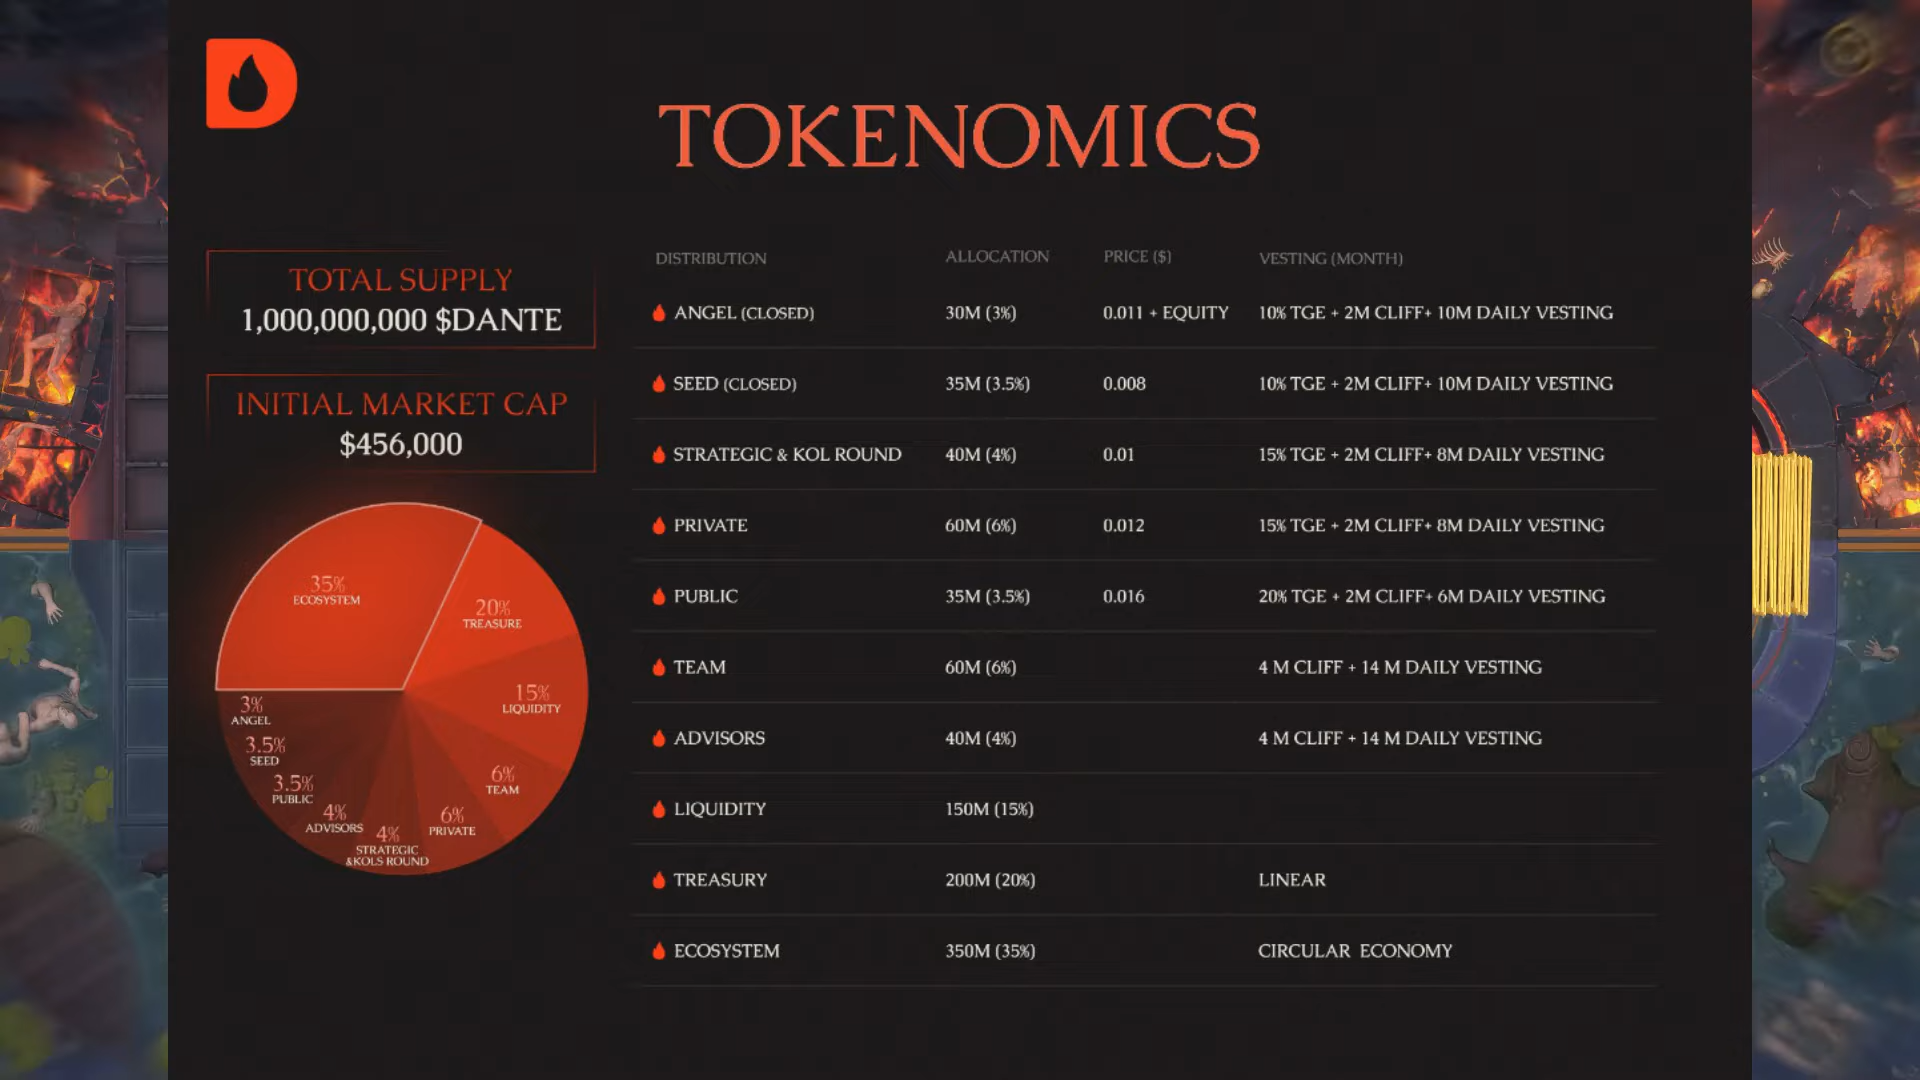 TOKENOMICS
TOTAL SUPPLY
1,000,000,000 $DANTE
INITIAL MARKET CAP
$456,000
35%
ECOSYSTEM
20%
TREASURE
15%
LIQUIDITY
6%
TEAM
6%
PRIVATE
4%
STRATEGIC
&KOLS ROUND
4%
ADVISORS
3.5%
PUBLIC
3.5%
SEED
3%
ANGEL
DISTRIBUTION ALLOCATION PRICE ($) VESTING (MONTH)
ANGEL (CLOSED) 30M (3%) 0.011 + EQUITY 10% TGE + 2M CLIFF+ 10M DAILY VESTING
SEED (CLOSED) 35M (3.5%) 0.008 10% TGE + 2M CLIFF+ 10M DAILY VESTING
STRATEGIC & KOL ROUND 40M (4%) 0.01 15% TGE + 2M CLIFF+ 8M DAILY VESTING
PRIVATE 60M (6%) 0.012 15% TGE + 2M CLIFF+ 8M DAILY VESTING
PUBLIC 35M (3.5%) 0.016 20% TGE + 2M CLIFF+ 6M DAILY VESTING
TEAM 60M (6%) 4 M CLIFF + 14 M DAILY VESTING
ADVISORS 40M (4%) 4 M CLIFF + 14 M DAILY VESTING
LIQUIDITY 150M (15%)
TREASURY 200M (20%) LINEAR
ECOSYSTEM 350M (35%) CIRCULAR ECONOMY